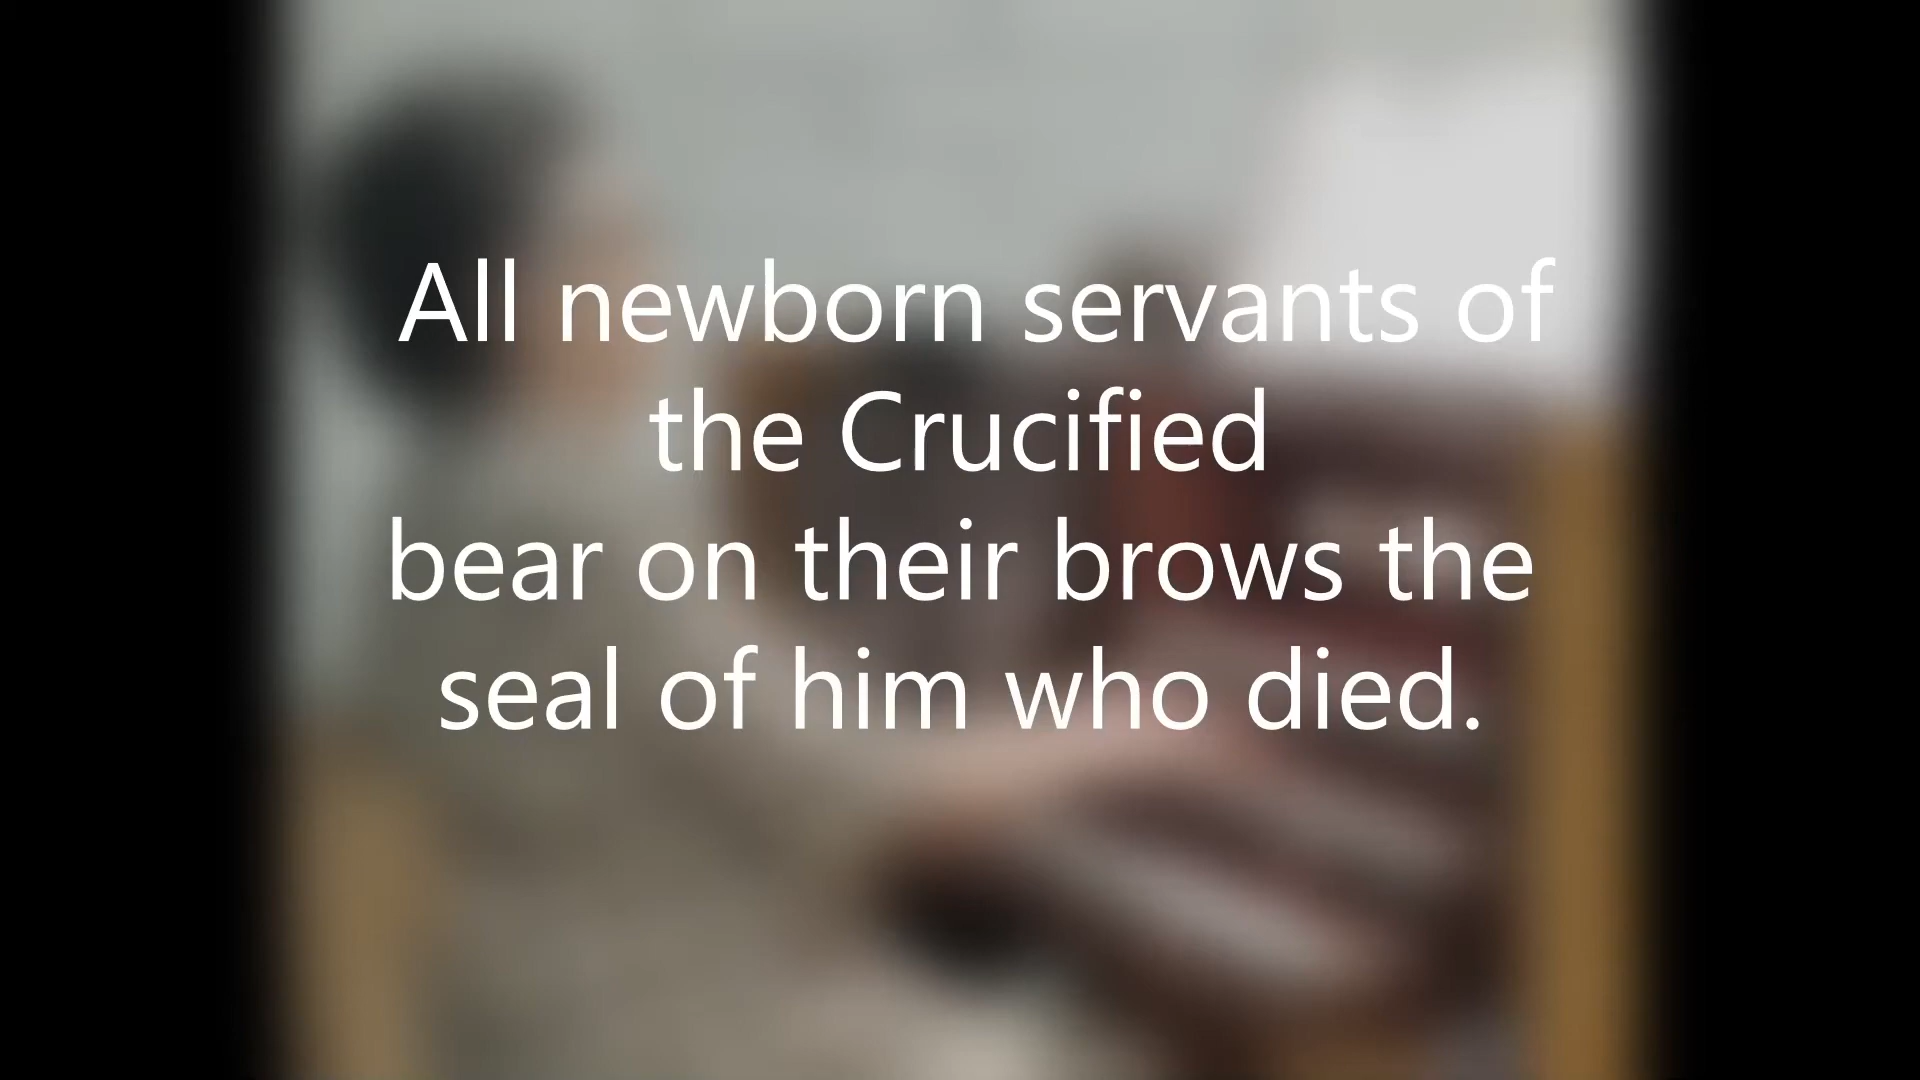 All newborn servants of
the Crucified
bear on their brows the
seal of him who died.